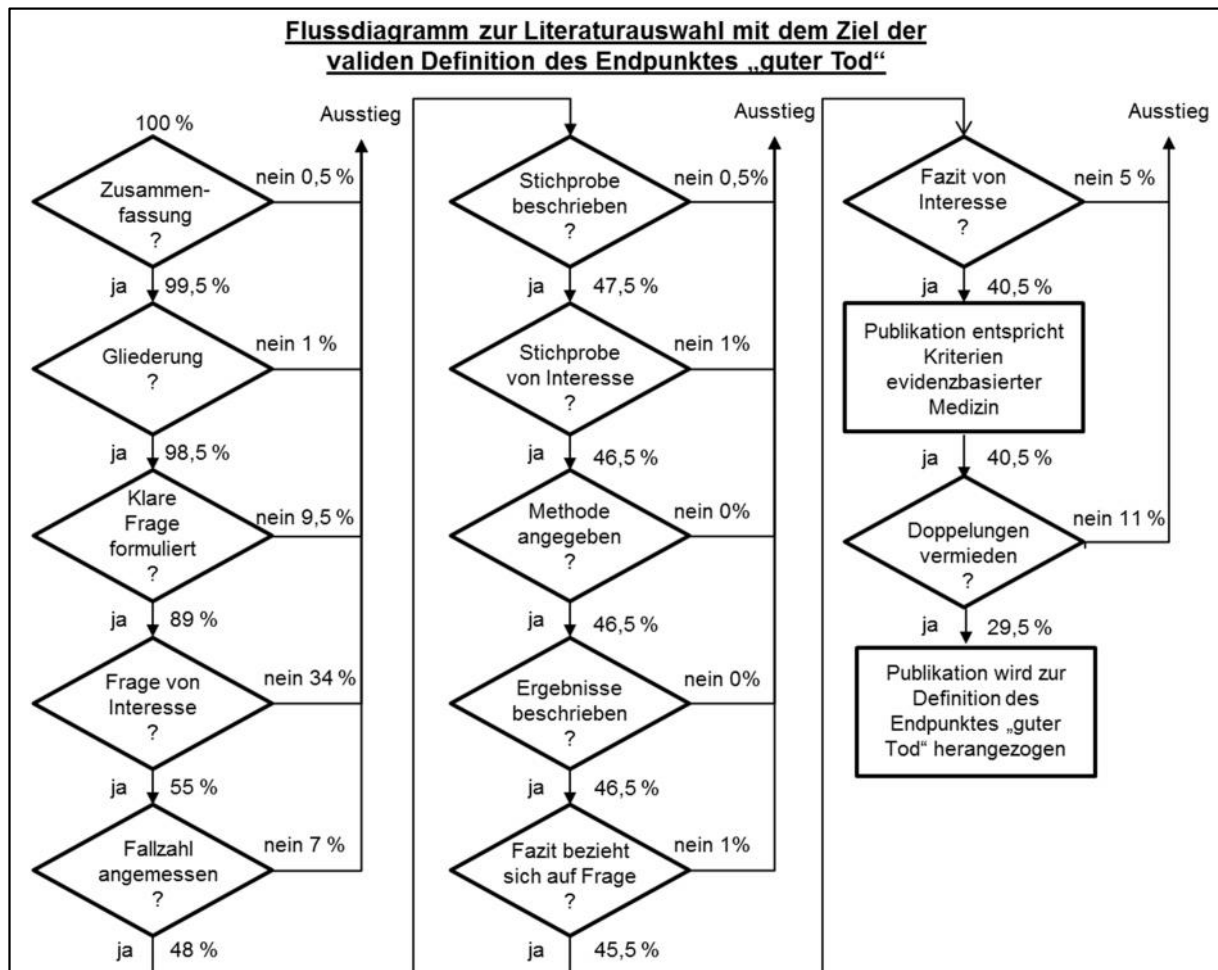 Flussdiagramm zur Literaturauswahl mit dem Ziel der
validen Definition des Endpunktes „guter Tod“
100 %
Ausstieg
Zusammen-
fassung
?
nein 0,5 %
ja 99,5 %
Gliederung
?
nein 1 %
ja 98,5 %
Klare
Frage
formuliert
?
nein 9,5 %
ja 89 %
Frage von
Interesse
?
nein 34 %
ja 55 %
Fallzahl
angemessen
?
nein 7 %
ja 48 %
Ausstieg
Stichprobe
beschrieben
?
nein 0,5%
ja 47,5 %
Stichprobe
von Interesse
?
nein 1%
ja 46,5 %
Methode
angegeben
?
nein 0%
ja 46,5 %
Ergebnisse
beschrieben
?
nein 0%
ja 46,5 %
Fazit bezieht
sich auf Frage
?
nein 1%
ja 45,5 %
Ausstieg
Fazit von
Interesse
?
nein 5 %
ja 40,5 %
Publikation entspricht
Kriterien
evidenzbasierter
Medizin
ja 40,5 %
Doppelungen
vermieden
?
nein 11 %
ja 29,5 %
Publikation wird zur
Definition des
Endpunktes „guter
Tod“ herangezogen